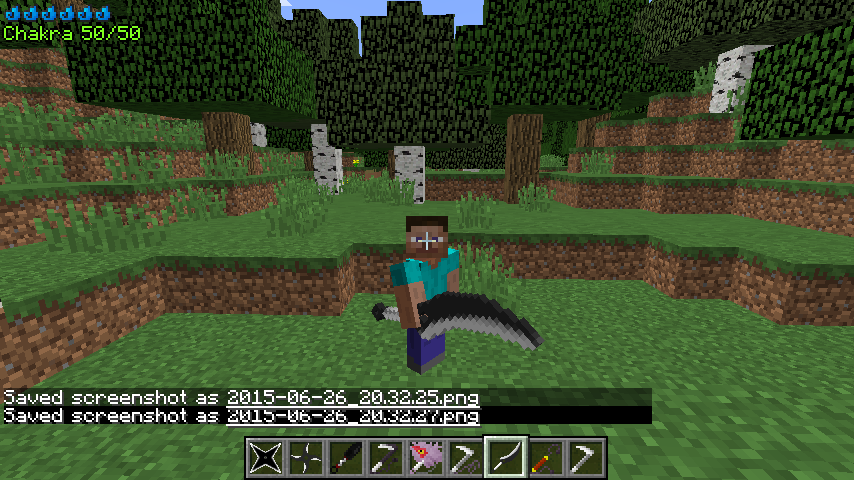 Chakra 50/50
Saved screenshot as 2015-06-26_20.32.25.png
Saved screenshot as 2015-06-26_20.32.27.png